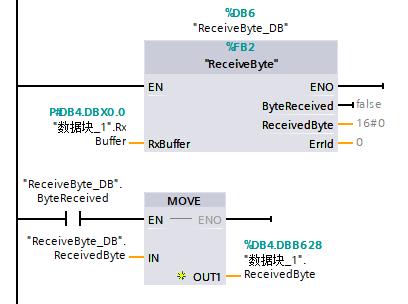 %DB6
"ReceiveByte_DB"
%FB2
"ReceiveByte"
EN
ENO
ByteReceived
false
P#DB4.DBX0.0
"数据块_1".Rx
Buffer
RxBuffer
ReceivedByte
16#0
ErrId
0
"ReceiveByte_DB".
ByteReceived
MOVE
EN
ENO
"ReceiveByte_DB".
ReceivedByte
IN
OUT1
%DB4.DBB628
"数据块_1".
ReceivedByte